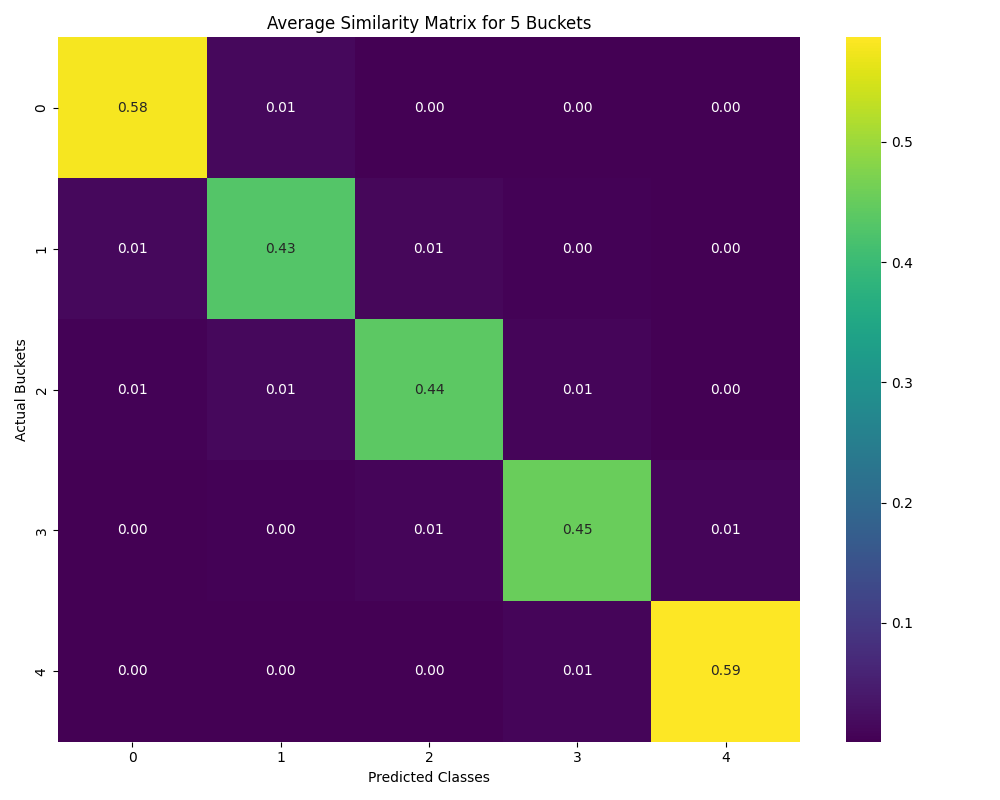 Average Similarity Matrix for 5 Buckets
0 0.58 0.01 0.00 0.00 0.00
1 0.01 0.43 0.01 0.00 0.00
2 0.01 0.01 0.44 0.01 0.00
3 0.00 0.00 0.01 0.45 0.01
4 0.00 0.00 0.00 0.01 0.59
0 1 2 3 4
Actual Buckets
Predicted Classes
0.5
0.4
0.3
0.2
0.1